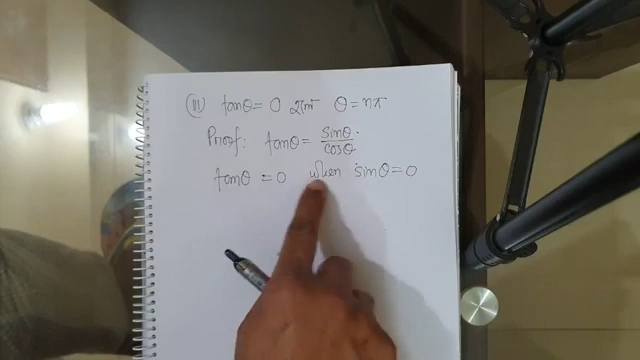 (III) tanθ = 0 θ = nπ
Proof: tanθ = sinθ/cosθ.
tanθ = 0 when sinθ = 0